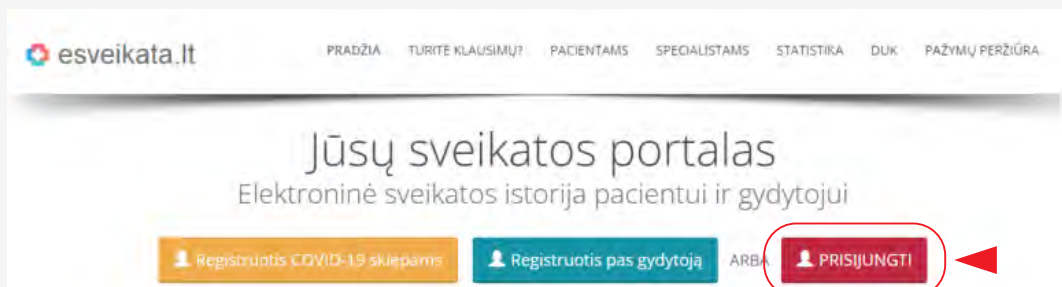 esveikata.lt PRADŽIA TURITE KLAUSIMŲ? PACIENTAMS SPECIALISTAMS STATISTIKA DUK PAŽYMŲ PERŽIŪRA
Jūsų sveikatos portalas
Elektroninė sveikatos istorija pacientui ir gydytojui
Registruotis COVID-19 skiepams Registruotis pas gydytoją ARBA PRISIJUNGTI